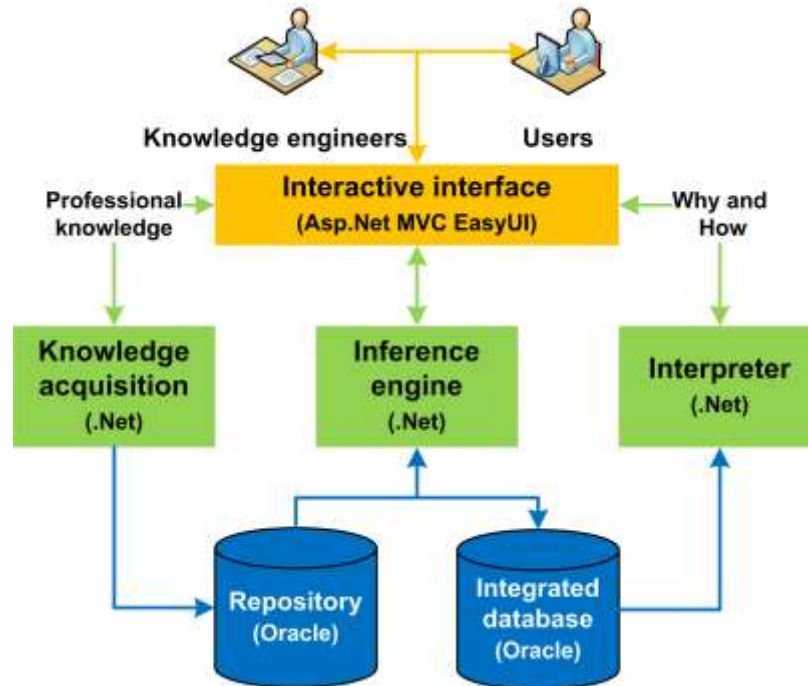 Knowledge engineers
Users
Interactive interface
(Asp.Net MVC EasyUI)
Professional
knowledge
Why and
How
Knowledge
acquisition
(.Net)
Inference
engine
(.Net)
Interpreter
(.Net)
Repository
(Oracle)
Integrated
database
(Oracle)